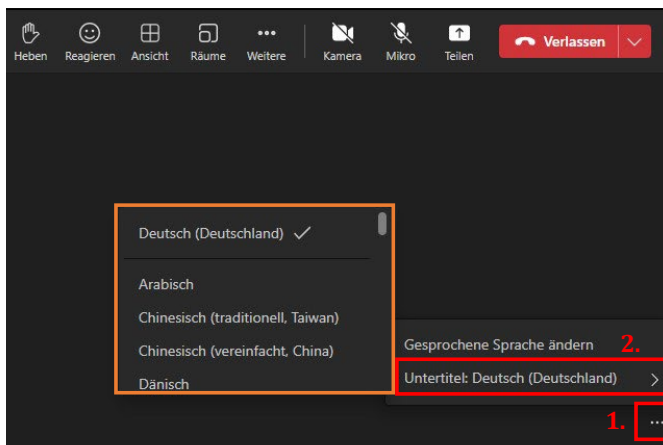 Heben Reagieren Ansicht Räume Weitere Kamera Mikro Teilen Verlassen
Deutsch (Deutschland)
Arabisch
Chinesisch (traditionell, Taiwan)
Chinesisch (vereinfacht, China)
Dänisch
Gesprochene Sprache ändern 2.
Untertitel: Deutsch (Deutschland)
1.